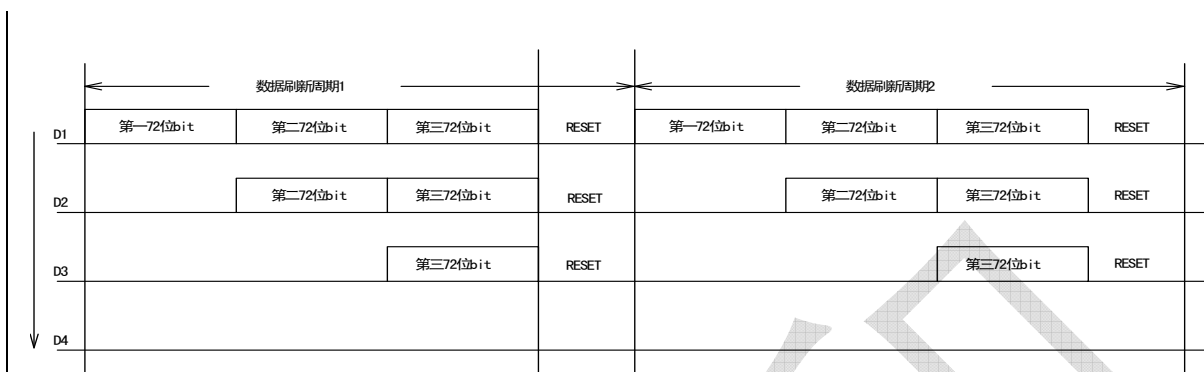 数据刷新周期1 数据刷新周期2
D1 第一72位bit 第二72位bit 第三72位bit RESET 第一72位bit 第二72位bit 第三72位bit RESET
D2 第二72位bit 第三72位bit RESET 第二72位bit 第三72位bit RESET
D3 第三72位bit RESET 第三72位bit RESET
D4